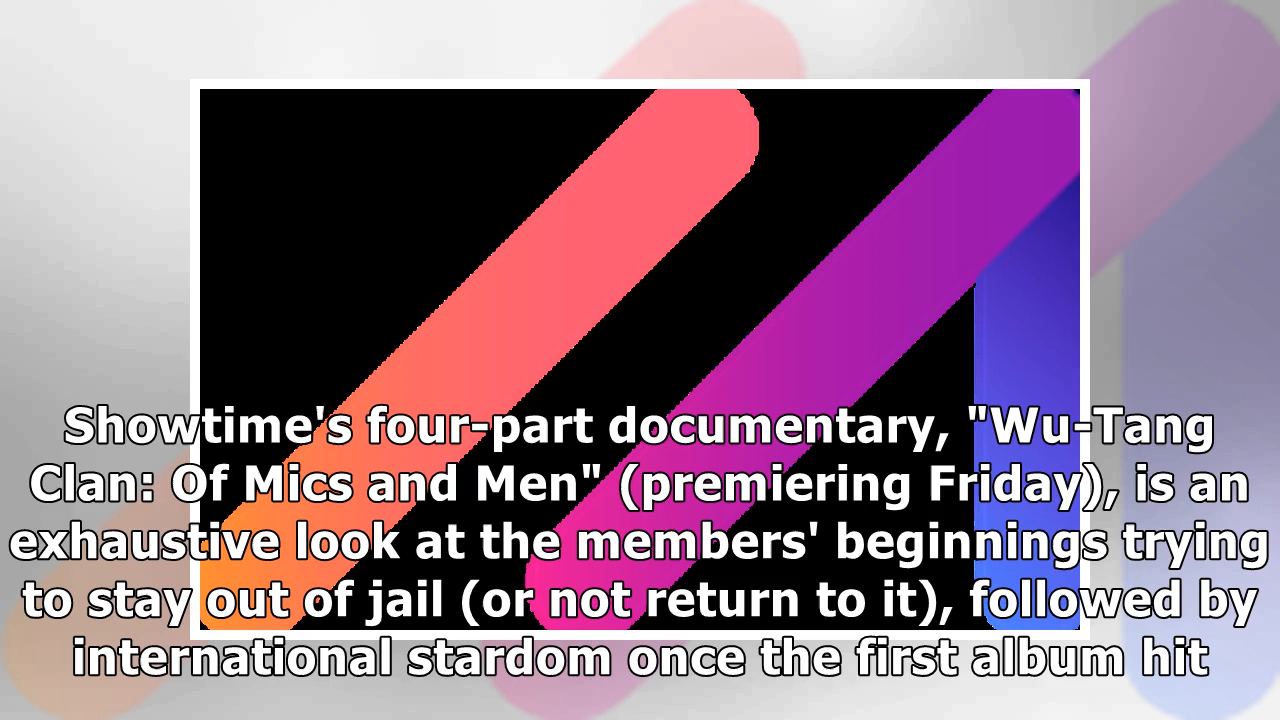 Showtime's four-part documentary, "Wu-Tang
Clan: Of Mics and Men" (premiering Friday), is an
exhaustive look at the members' beginnings trying
to stay out of jail (or not return to it), followed by
international stardom once the first album hit